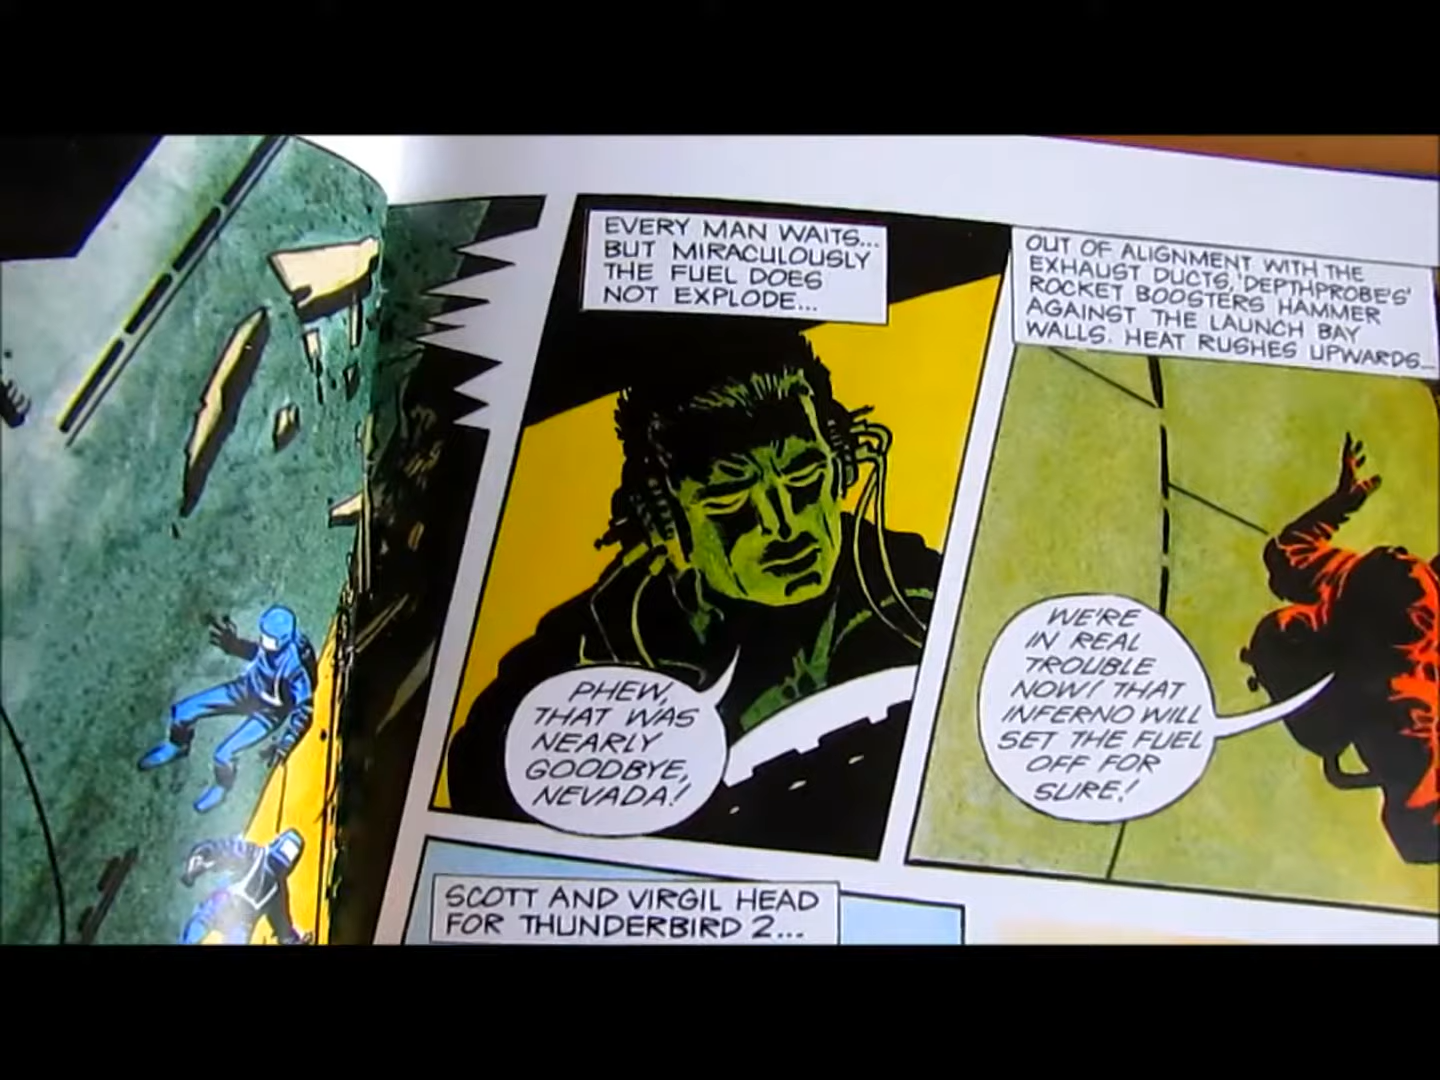 EVERY MAN WAITS...
BUT MIRACULOUSLY
THE FUEL DOES
NOT EXPLODE...
PHEW,
THAT WAS
NEARLY
GOODBYE,
NEVADA!
OUT OF ALIGNMENT WITH THE
EXHAUST DUCTS, 'DEPTHPROBE'S'
ROCKET BOOSTERS HAMMER
AGAINST THE LAUNCH BAY
WALLS. HEAT RUSHES UPWARDS...
WE'RE
IN REAL
TROUBLE
NOW! THAT
INFERNO WILL
SET THE FUEL
OFF FOR
SURE!
SCOTT AND VIRGIL HEAD
FOR THUNDERBIRD 2...